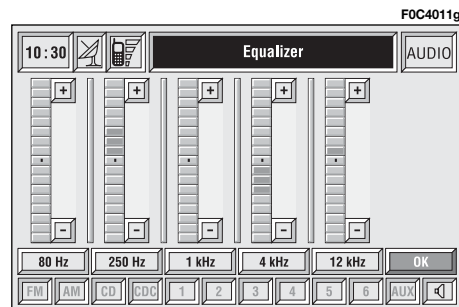 F0C4011g
10:30 Equalizer AUDIO
+ + + + +
- - - - -
80 Hz 250 Hz 1 kHz 4 kHz 12 kHz OK
FM AM CD CDC 1 2 3 4 5 6 AUX